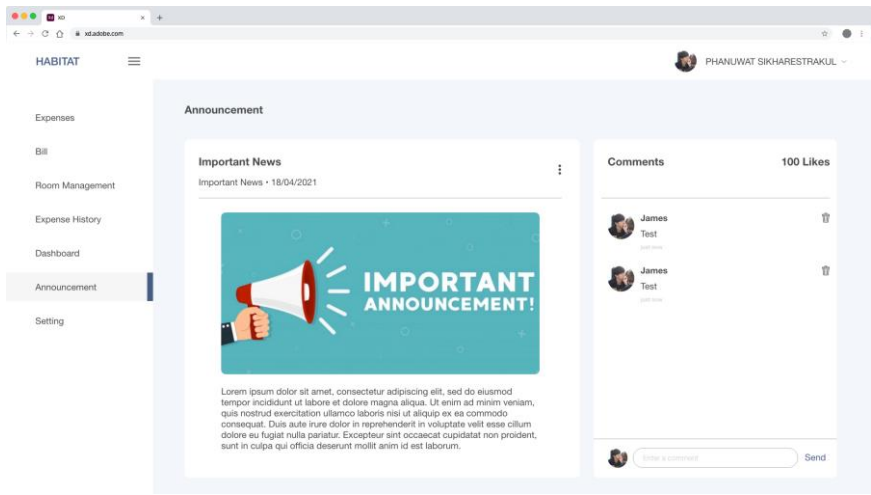 XD
xd.adobe.com
HABITAT
PHANUWAT SIKHARESTRAKUL
Expenses
Bill
Room Management
Expense History
Dashboard
Announcement
Setting
Announcement
Important News
Important News • 18/04/2021
IMPORTANT
ANNOUNCEMENT!
Lorem ipsum dolor sit amet, consectetur adipiscing elit, sed do eiusmod
tempor incididunt ut labore et dolore magna aliqua. Ut enim ad minim veniam,
quis nostrud exercitation ullamco laboris nisi ut aliquip ex ea commodo
consequat. Duis aute irure dolor in reprehenderit in voluptate velit esse cillum
dolore eu fugiat nulla pariatur. Excepteur sint occaecat cupidatat non proident,
sunt in culpa qui officia deserunt mollit anim id est laborum.
Comments 100 Likes
James
Test
just now
James
Test
just now
Enter a comment
Send